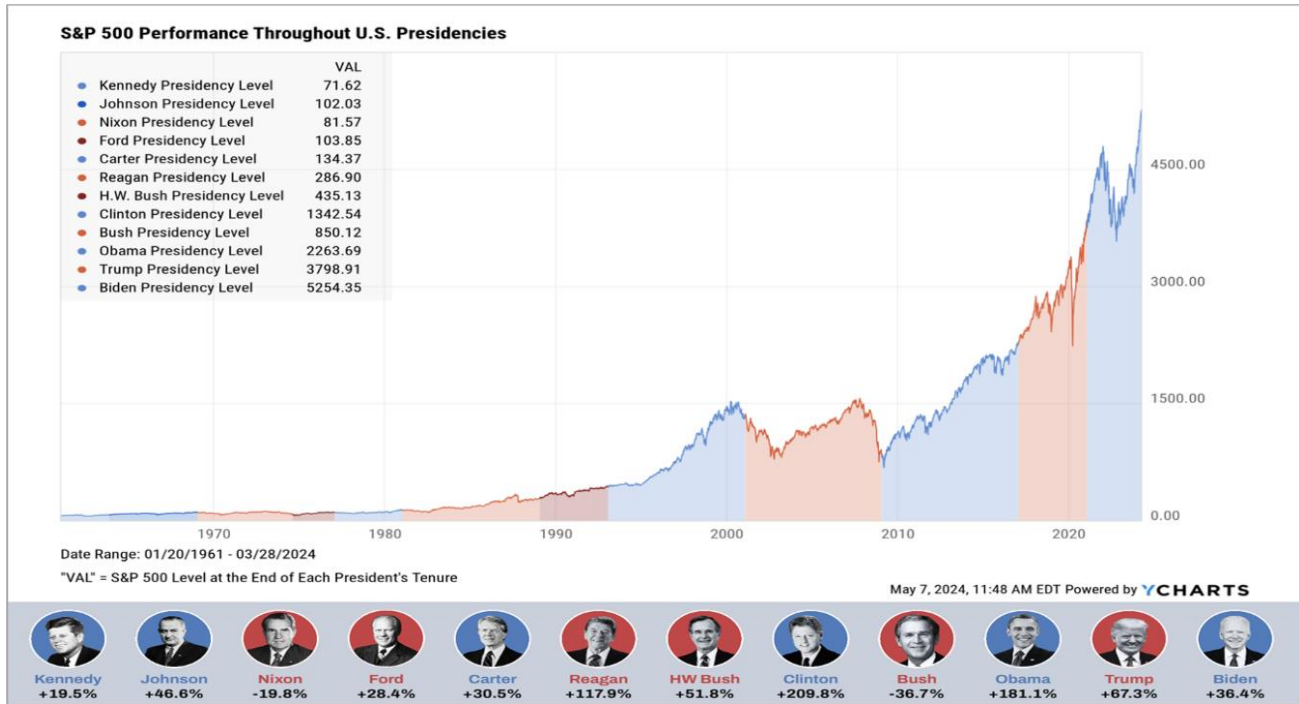 S&P 500 Performance Throughout U.S. Presidencies
VAL
Kennedy Presidency Level 71.62
Johnson Presidency Level 102.03
Nixon Presidency Level 81.57
Ford Presidency Level 103.85
Carter Presidency Level 134.37
Reagan Presidency Level 286.90
H.W. Bush Presidency Level 435.13
Clinton Presidency Level 1342.54
Bush Presidency Level 850.12
Obama Presidency Level 2263.69
Trump Presidency Level 3798.91
Biden Presidency Level 5254.35
4500.00
3000.00
1500.00
0.00
1970 1980 1990 2000 2010 2020
Date Range: 01/20/1961 - 03/28/2024
"VAL" = S&P 500 Level at the End of Each President's Tenure
May 7, 2024, 11:48 AM EDT Powered by YCHARTS
Kennedy Johnson Nixon Ford Carter Reagan HW Bush Clinton Bush Obama Trump Biden
+19.5% +46.6% -19.8% +28.4% +30.5% +117.9% +51.8% +209.8% -36.7% +181.1% +67.3% +36.4%